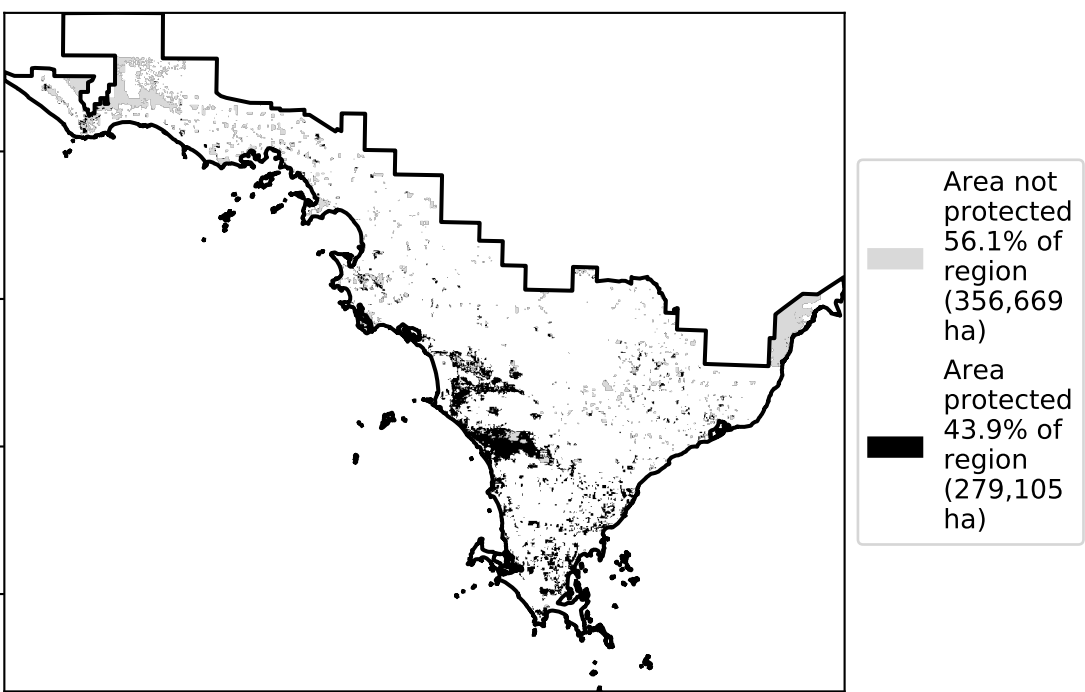 Area not
protected
56.1% of
region
(356,669
ha)
Area
protected
43.9% of
region
(279,105
ha)